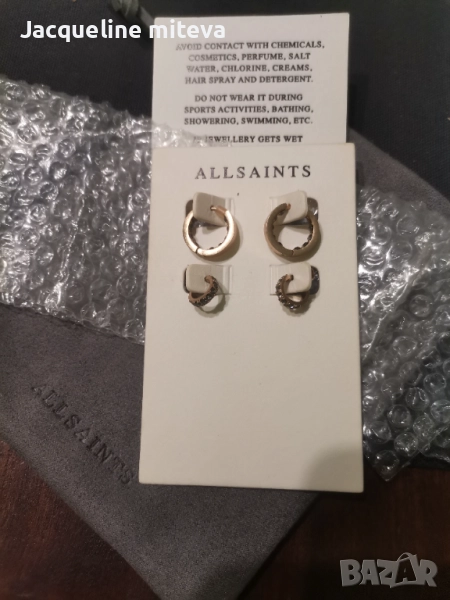 Jacqueline miteva
AVOID CONTACT WITH CHEMICALS,
COSMETICS, PERFUME, SALT
WATER, CHLORINE, CREAMS,
HAIR SPRAY AND DETERGENT.
DO NOT WEAR IT DURING
SPORTS ACTIVITIES, BATHING,
SHOWERING, SWIMMING, ETC.
JEWELLERY GETS WET
ALLSAINTS
ALLSAINTS
BAZAR